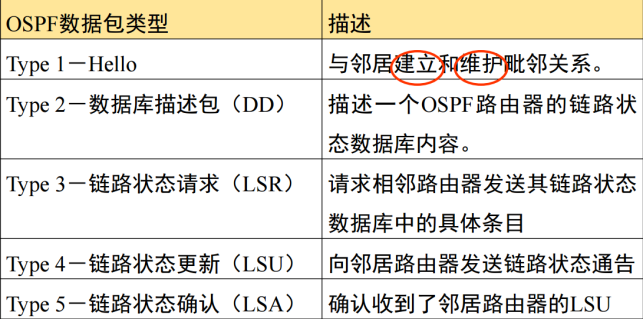 OSPF数据包类型 描述
Type 1－Hello 与邻居建立和维护毗邻关系。
Type 2－数据库描述包（DD） 描述一个OSPF路由器的链路状
态数据库内容。
Type 3－链路状态请求（LSR） 请求相邻路由器发送其链路状态
数据库中的具体条目
Type 4－链路状态更新（LSU） 向邻居路由器发送链路状态通告
Type 5－链路状态确认（LSA） 确认收到了邻居路由器的LSU